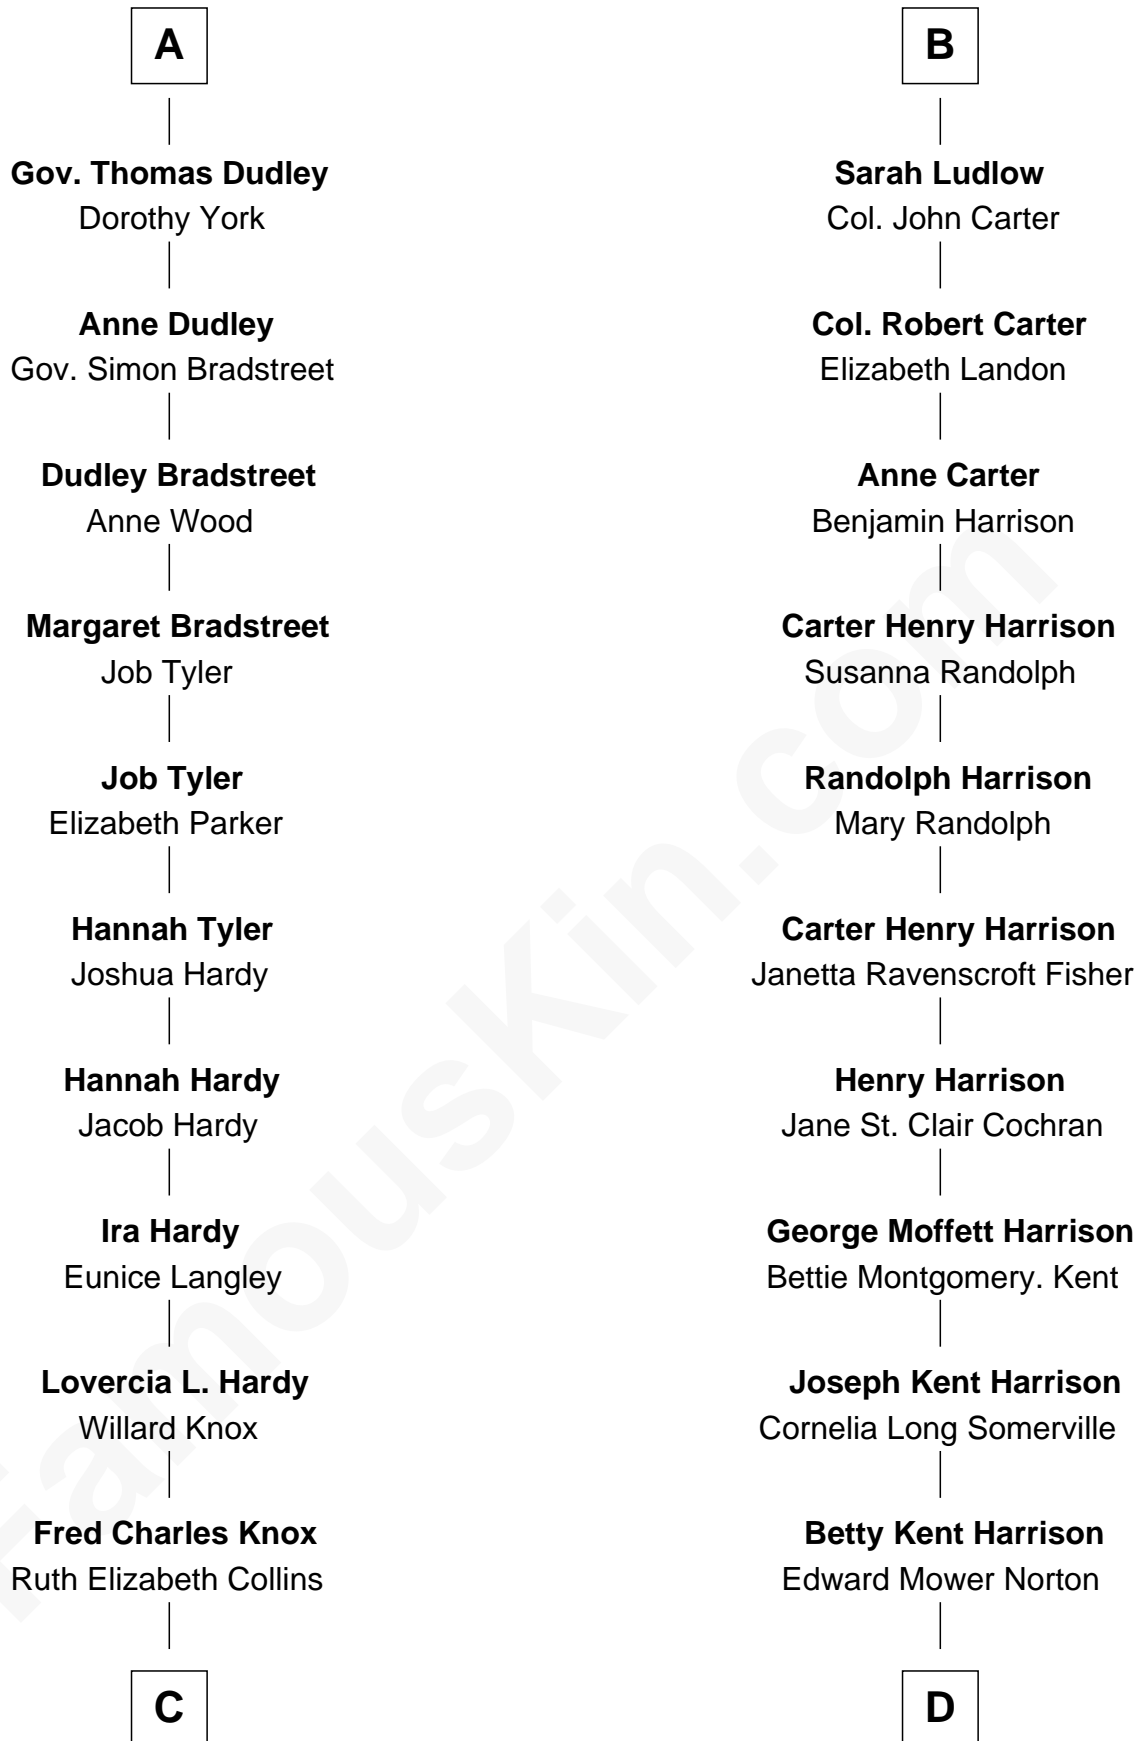 A
Gov. Thomas Dudley
Dorothy York
Anne Dudley
Gov. Simon Bradstreet
Dudley Bradstreet
Anne Wood
Margaret Bradstreet
Job Tyler
Job Tyler
Elizabeth Parker
Hannah Tyler
Joshua Hardy
Hannah Hardy
Jacob Hardy
Ira Hardy
Eunice Langley
Lovercia L. Hardy
Willard Knox
Fred Charles Knox
Ruth Elizabeth Collins
C
B
Sarah Ludlow
Col. John Carter
Col. Robert Carter
Elizabeth Landon
Anne Carter
Benjamin Harrison
Carter Henry Harrison
Susanna Randolph
Randolph Harrison
Mary Randolph
Carter Henry Harrison
Janetta Ravenscroft Fisher
Henry Harrison
Jane St. Clair Cochran
George Moffett Harrison
Bettie Montgomery. Kent
Joseph Kent Harrison
Cornelia Long Somerville
Betty Kent Harrison
Edward Mower Norton
D
FamousKin.com